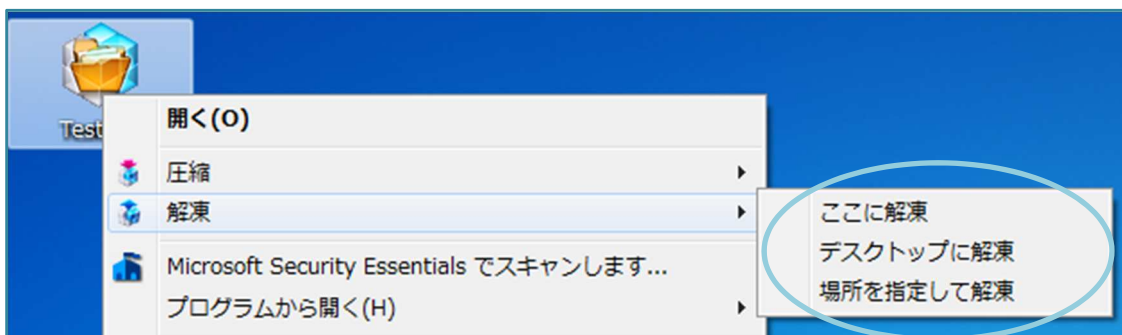 Test
開く(O)
圧縮
解凍
Microsoft Security Essentials でスキャンします...
プログラムから開く(H)
ここに解凍
デスクトップに解凍
場所を指定して解凍